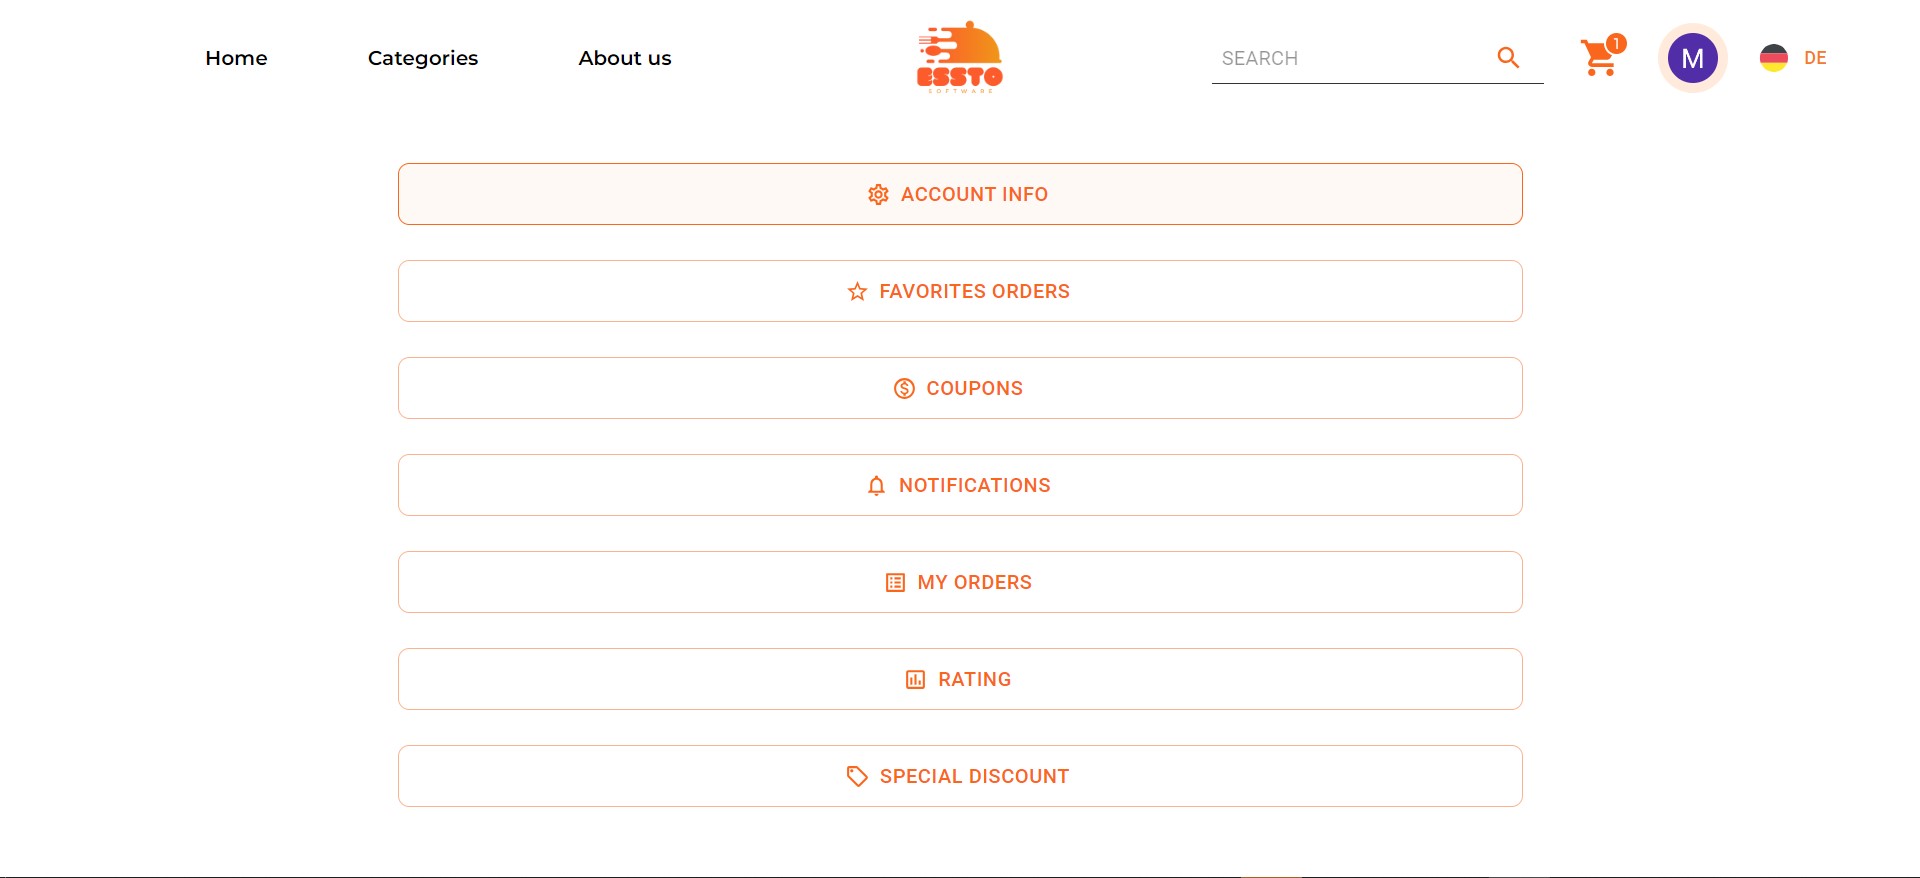 Home
Categories
About us
ESSTO
SOFTWARE
SEARCH
1
M
DE
ACCOUNT INFO
FAVORITES ORDERS
COUPONS
NOTIFICATIONS
MY ORDERS
RATING
SPECIAL DISCOUNT